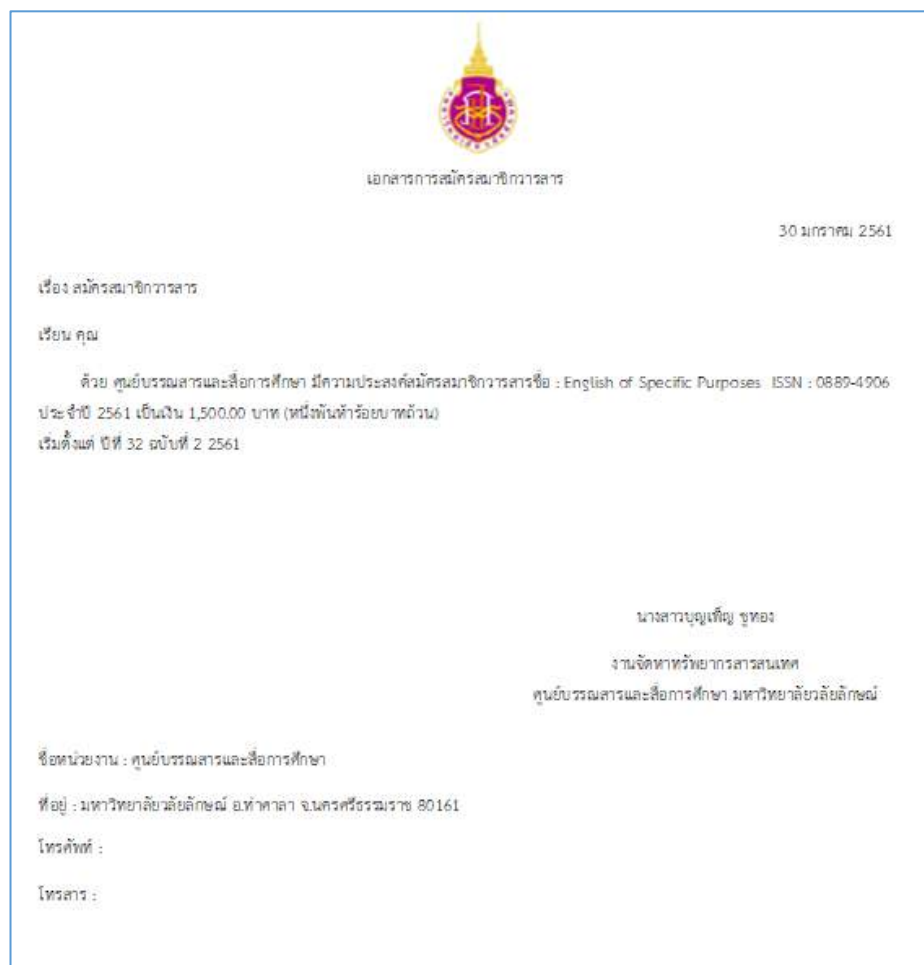 เอกสารการสมัครสมาชิกวารสาร
30 มกราคม 2561
เรื่อง สมัครสมาชิกวารสาร
เรียน คุณ
ด้วย ศูนย์บรรณสารและสื่อการศึกษา มีความประสงค์สมัครสมาชิกวารสารชื่อ : English of Specific Purposes ISSN : 0889-4906
ประจำปี 2561 เป็นเงิน 1,500.00 บาท (หนึ่งพันห้าร้อยบาทถ้วน)
เริ่มตั้งแต่ ปีที่ 32 ฉบับที่ 2 2561
นางสาวบุญเพ็ญ ชูทอง
งานจัดหาทรัพยากรสารสนเทศ
ศูนย์บรรณสารและสื่อการศึกษา มหาวิทยาลัยวลัยลักษณ์
ชื่อหน่วยงาน : ศูนย์บรรณสารและสื่อการศึกษา
ที่อยู่ : มหาวิทยาลัยวลัยลักษณ์ อ.ท่าศาลา จ.นครศรีธรรมราช 80161
โทรศัพท์ :
โทรสาร :